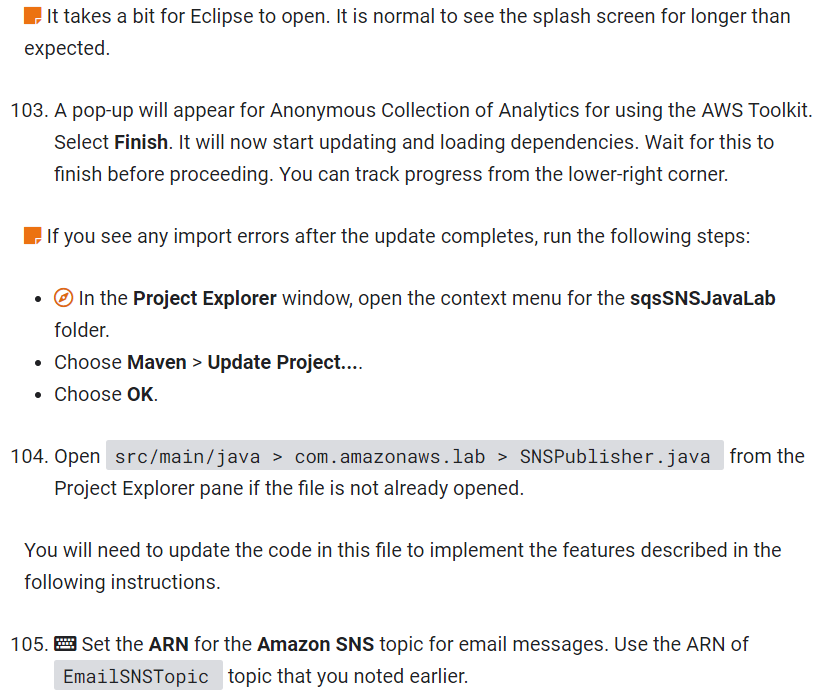 It takes a bit for Eclipse to open. It is normal to see the splash screen for longer than
expected.
103. A pop-up will appear for Anonymous Collection of Analytics for using the AWS Toolkit.
Select Finish. It will now start updating and loading dependencies. Wait for this to
finish before proceeding. You can track progress from the lower-right corner.
If you see any import errors after the update completes, run the following steps:
• In the Project Explorer window, open the context menu for the sqsSNSJavaLab
folder.
• Choose Maven > Update Project....
• Choose OK.
104. Open src/main/java > com.amazonaws.lab > SNSPublisher.java from the
Project Explorer pane if the file is not already opened.
You will need to update the code in this file to implement the features described in the
following instructions.
105. Set the ARN for the Amazon SNS topic for email messages. Use the ARN of
EmailSNSTopic topic that you noted earlier.